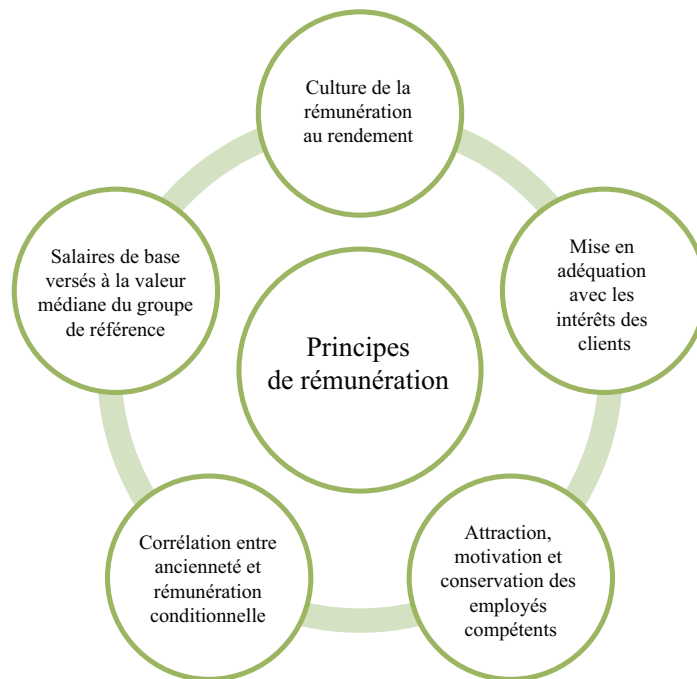 Culture de la
rémunération
au rendement
Mise en
adéquation
avec les
intérêts des
clients
Attraction,
motivation et
conservation des
employés
compétents
Corrélation entre
ancienneté et
rémunération
conditionnelle
Salaires de base
versés à la valeur
médiane du groupe
de référence
Principes
de rémunération